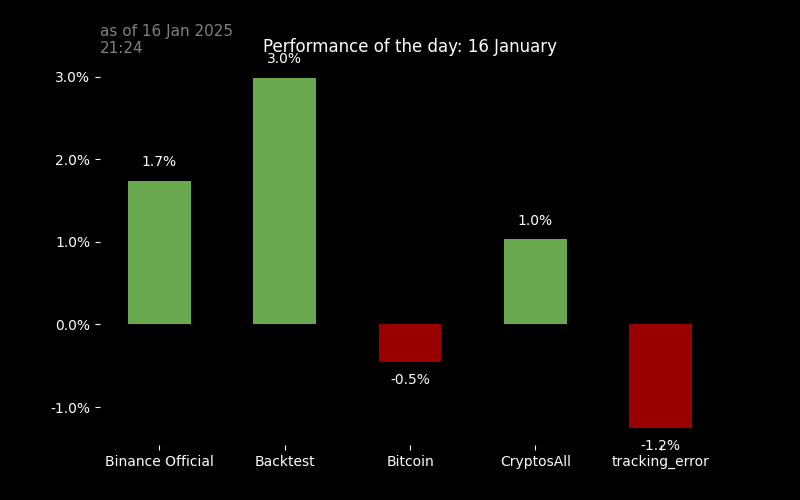 as of 16 Jan 2025
21:24
Performance of the day: 16 January
3.0%
2.0%
1.0%
0.0%
-1.0%
1.7%
3.0%
-0.5%
1.0%
-1.2%
Binance Official
Backtest
Bitcoin
CryptosAll
tracking_error